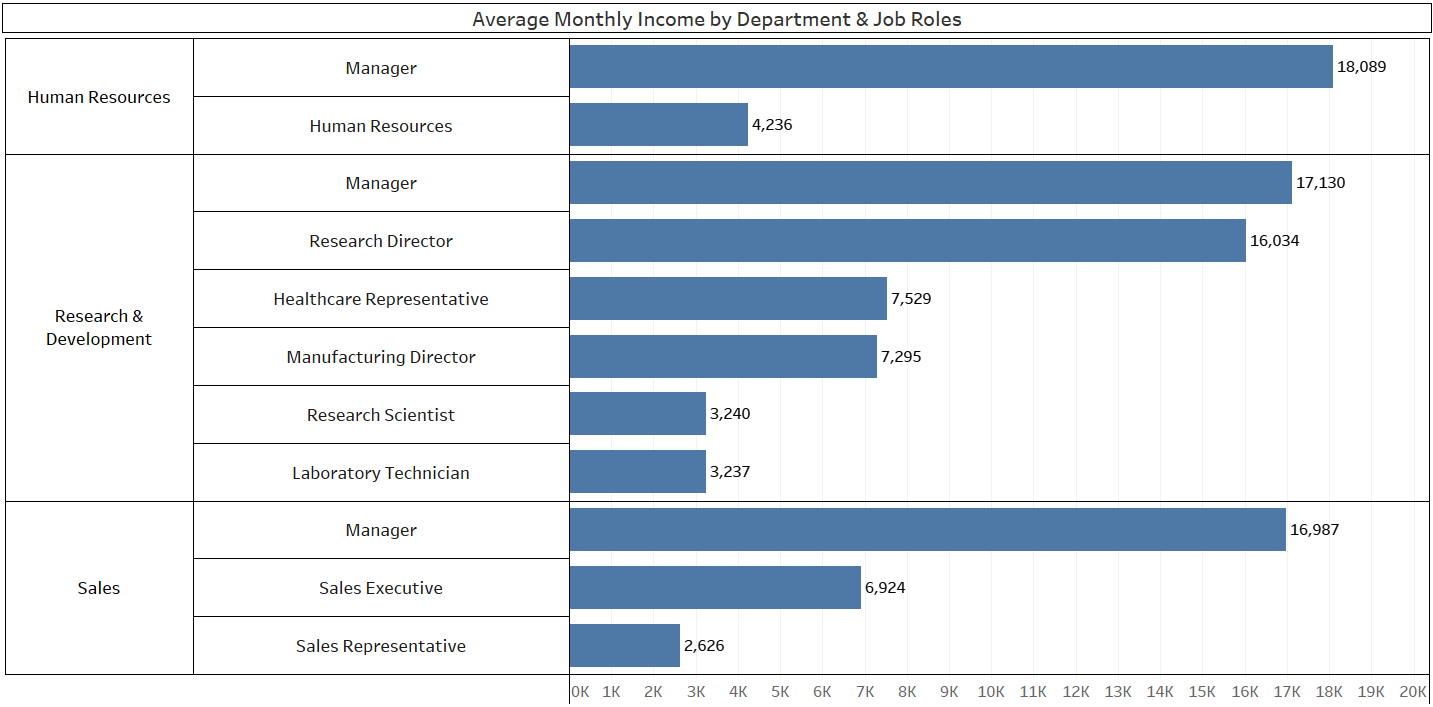 Average Monthly Income by Department & Job Roles
Human Resources
Manager
18,089
Human Resources
4,236
Research &
Development
Manager
17,130
Research Director
16,034
Healthcare Representative
7,529
Manufacturing Director
7,295
Research Scientist
3,240
Laboratory Technician
3,237
Sales
Manager
16,987
Sales Executive
6,924
Sales Representative
2,626
0K 1K 2K 3K 4K 5K 6K 7K 8K 9K 10K 11K 12K 13K 14K 15K 16K 17K 18K 19K 20K